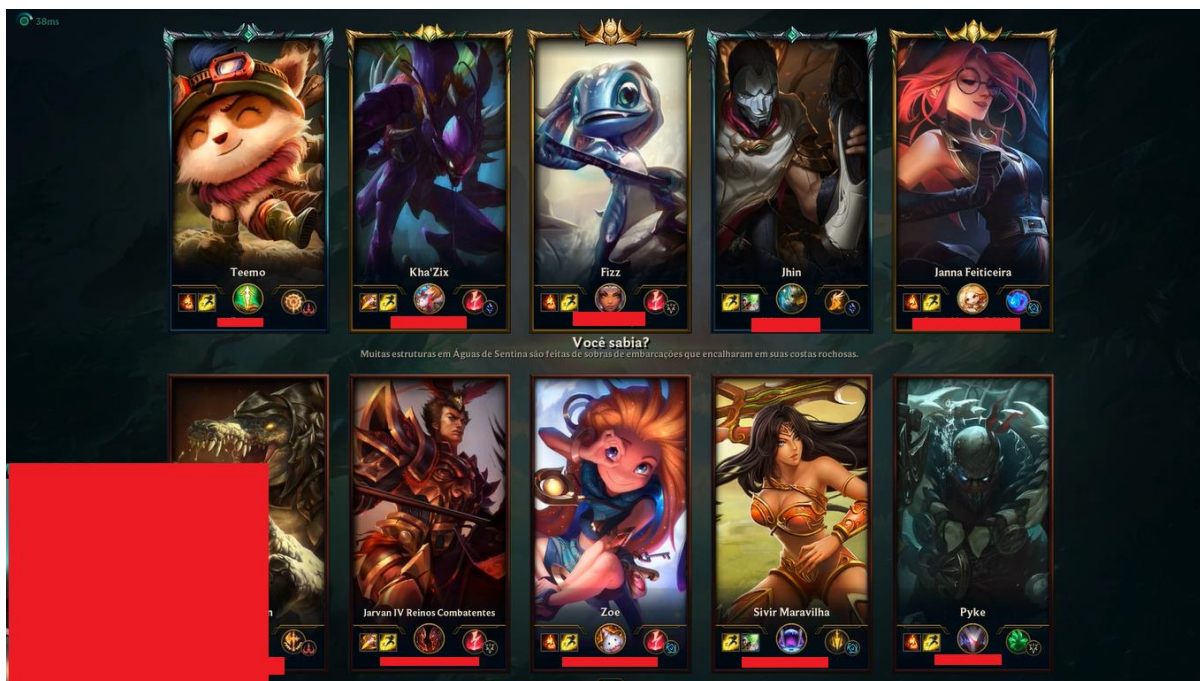 38ms
Teemo
Kha'Zix
Fizz
Jhin
Janna Feiticeira
Você sabia?
Muitas estruturas em Águas de Sentina são feitas de sobras de embarcações que encalharam em suas costas rochosas.
n
Jarvan IV Reinos Combatentes
Zoe
Sivir Maravilha
Pyke